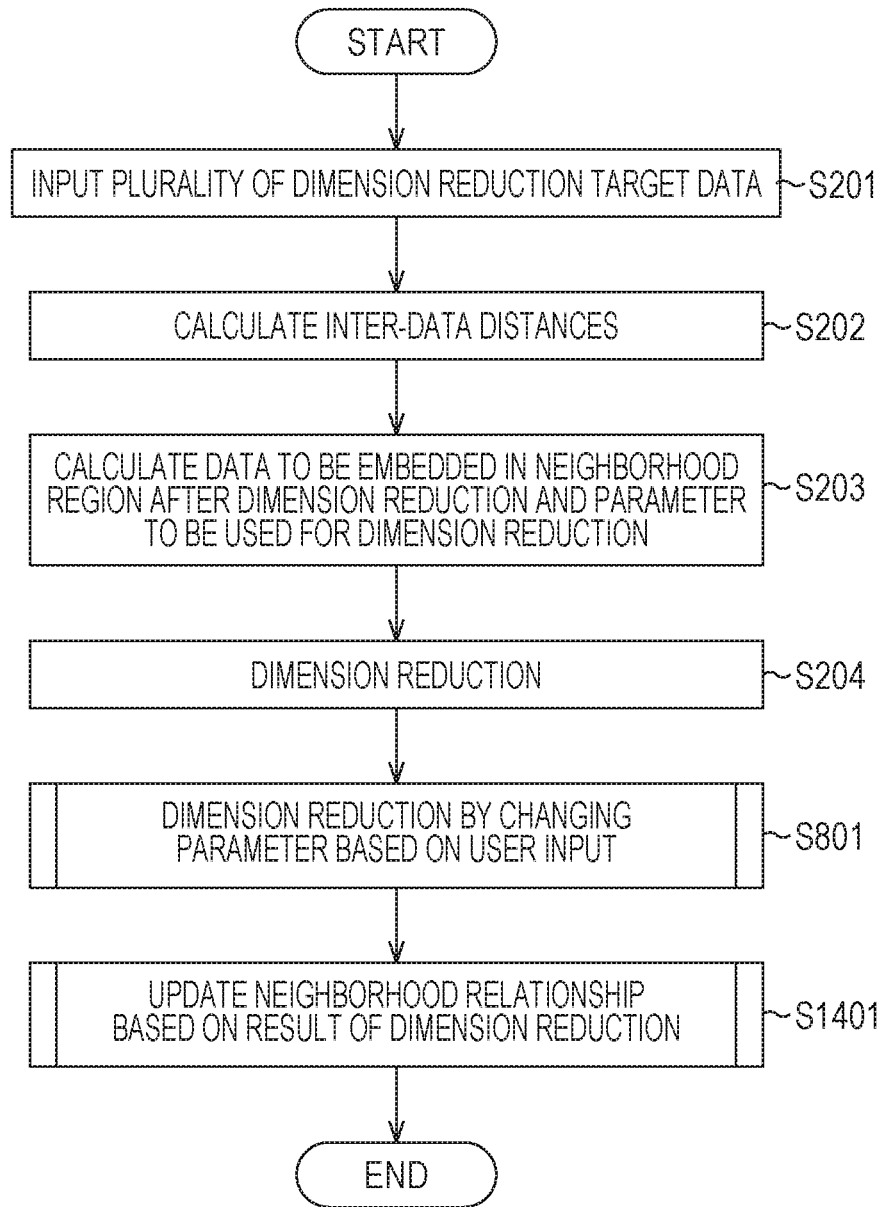 START
INPUT PLURALITY OF DIMENSION REDUCTION TARGET DATA
S201
CALCULATE INTER-DATA DISTANCES
S202
CALCULATE DATA TO BE EMBEDDED IN NEIGHBORHOOD
REGION AFTER DIMENSION REDUCTION AND PARAMETER
TO BE USED FOR DIMENSION REDUCTION
S203
DIMENSION REDUCTION
S204
DIMENSION REDUCTION BY CHANGING
PARAMETER BASED ON USER INPUT
S801
UPDATE NEIGHBORHOOD RELATIONSHIP
BASED ON RESULT OF DIMENSION REDUCTION
S1401
END